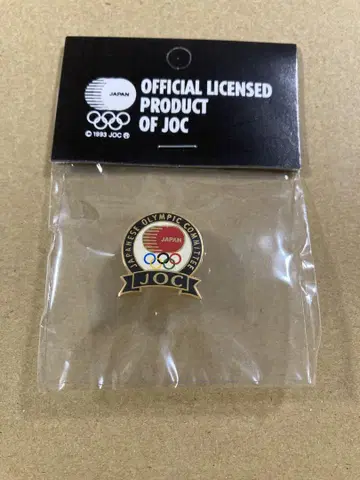 JAPAN
© 1993 JOC ®
OFFICIAL LICENSED
PRODUCT
OF JOC
JAPANESE OLYMPIC COMMITTEE
JAPAN
JOC